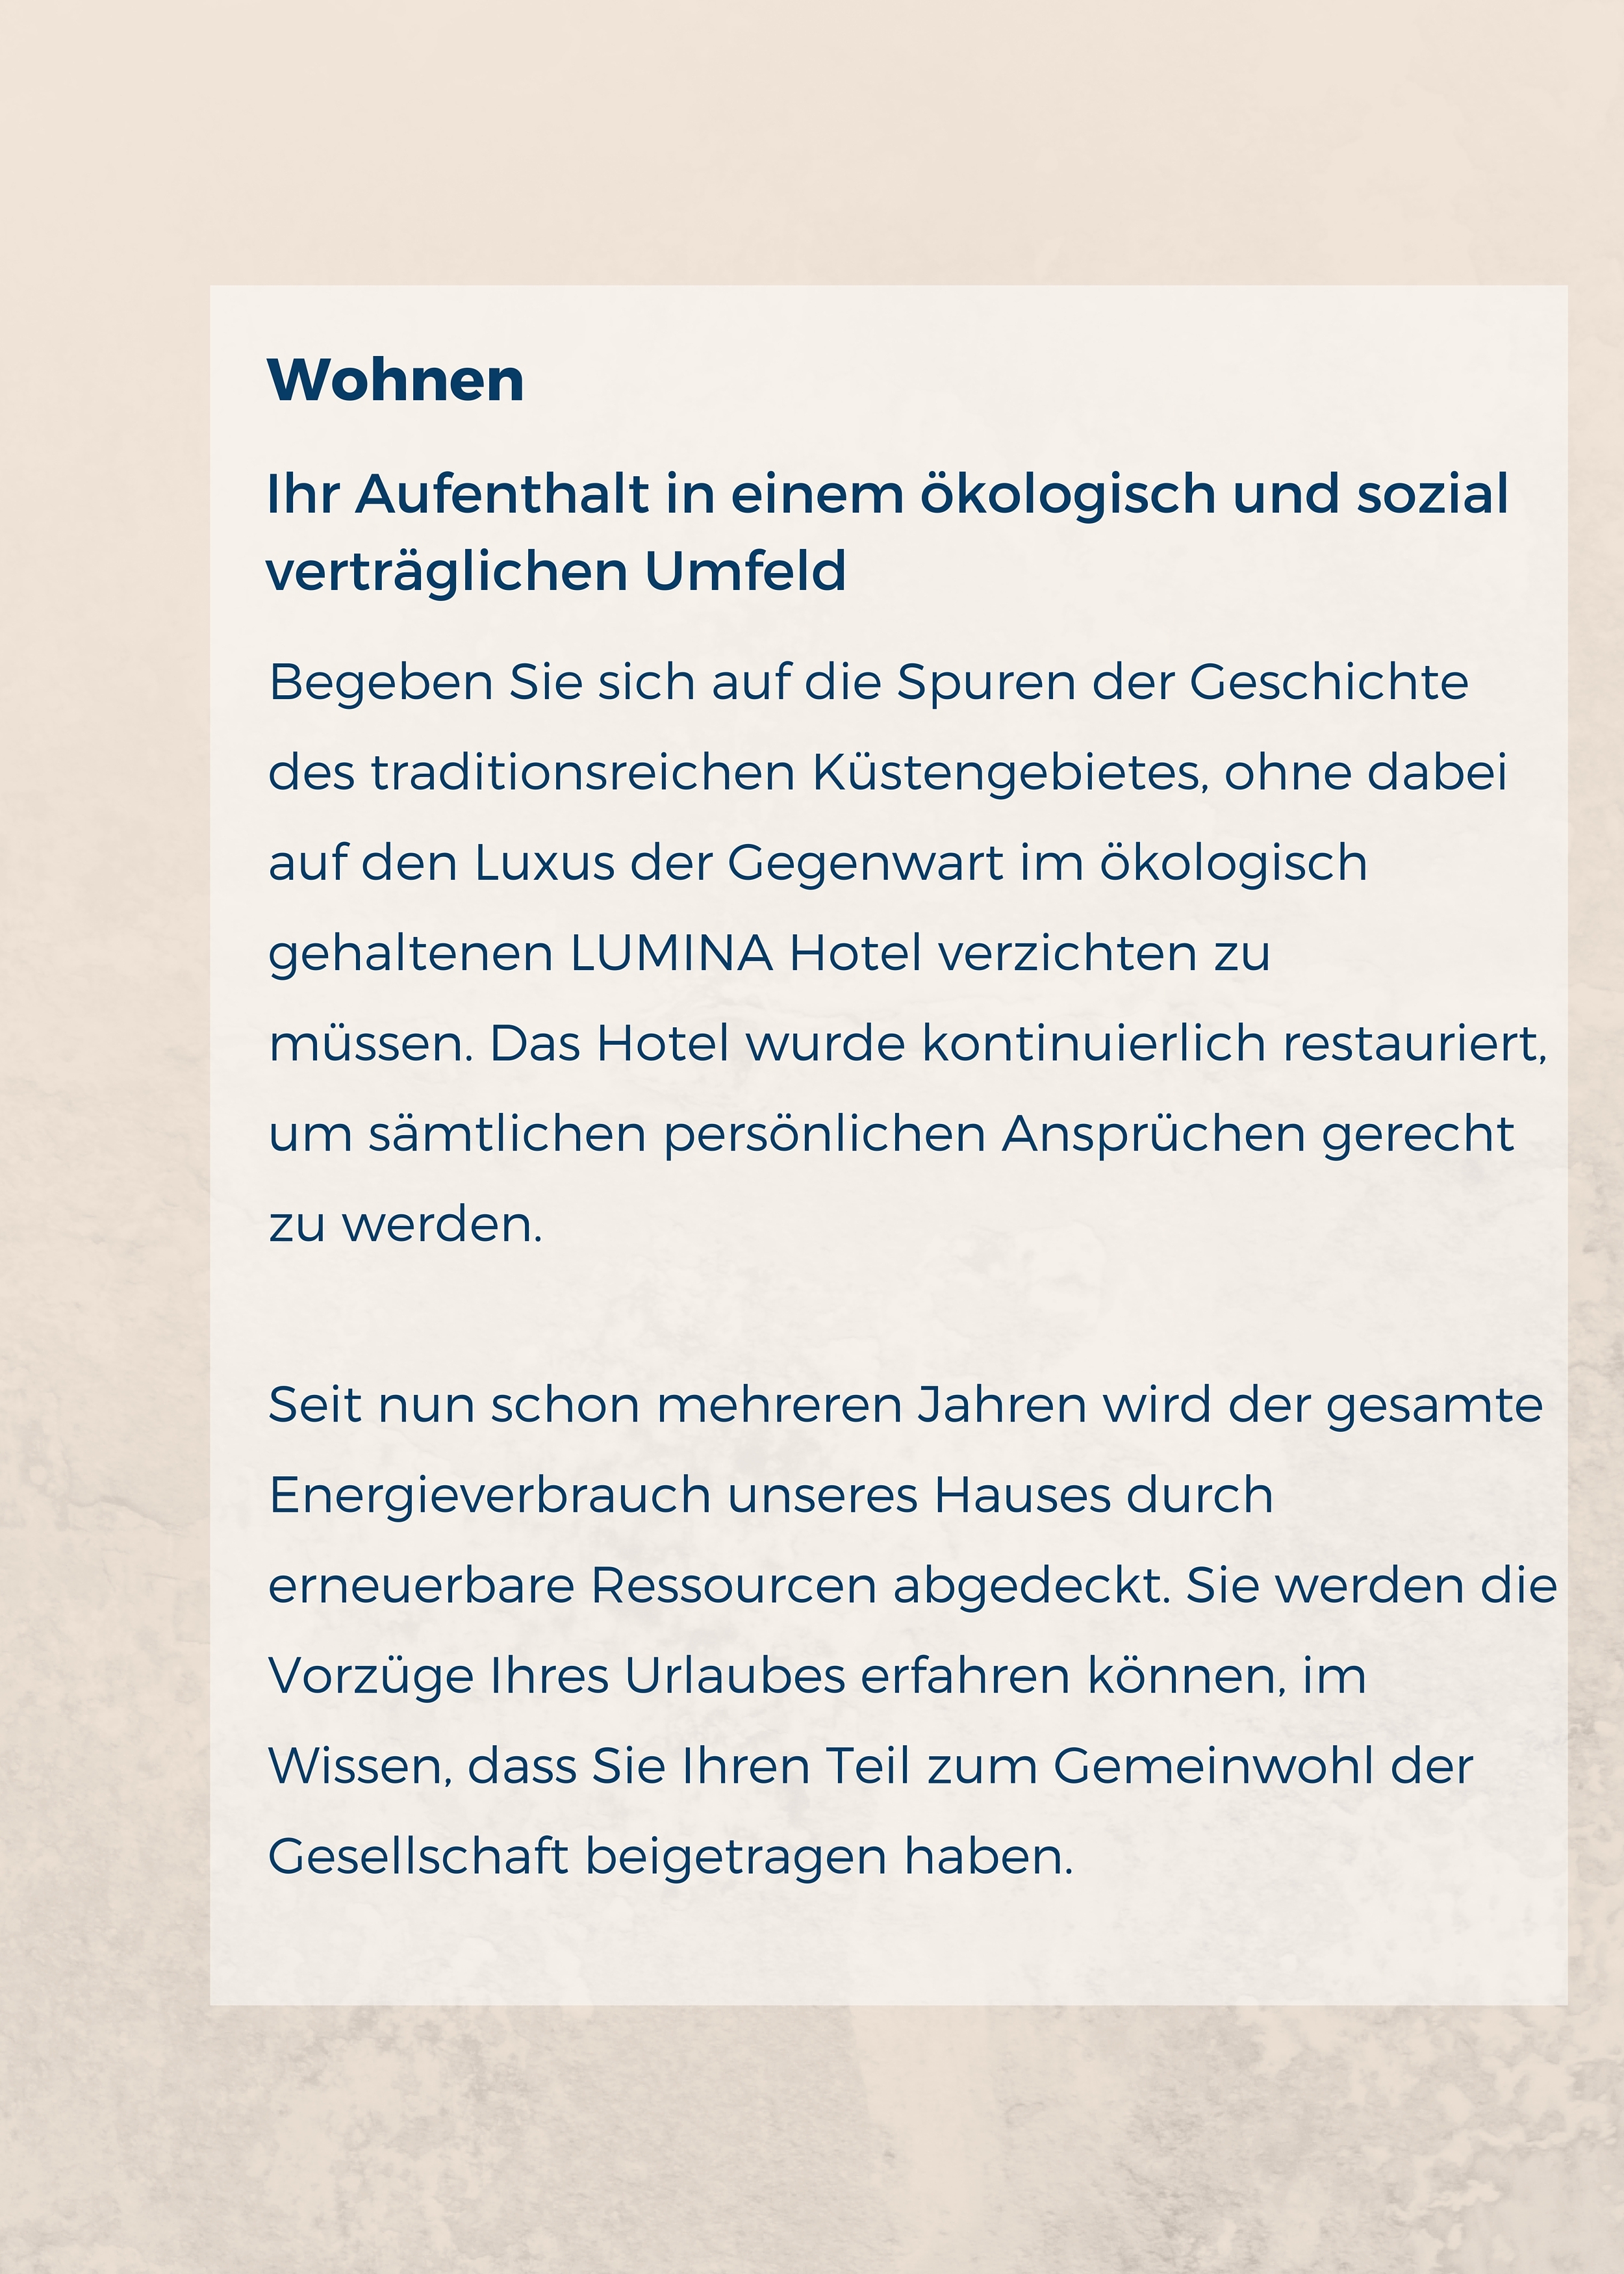 Wohnen
Ihr Aufenthalt in einem ökologisch und sozial
verträglichen Umfeld
Begeben Sie sich auf die Spuren der Geschichte
des traditionsreichen Küstengebietes, ohne dabei
auf den Luxus der Gegenwart im ökologisch
gehaltenen LUMINA Hotel verzichten zu
müssen. Das Hotel wurde kontinuierlich restauriert,
um sämtlichen persönlichen Ansprüchen gerecht
zu werden.
Seit nun schon mehreren Jahren wird der gesamte
Energieverbrauch unseres Hauses durch
erneuerbare Ressourcen abgedeckt. Sie werden die
Vorzüge Ihres Urlaubes erfahren können, im
Wissen, dass Sie Ihren Teil zum Gemeinwohl der
Gesellschaft beigetragen haben.